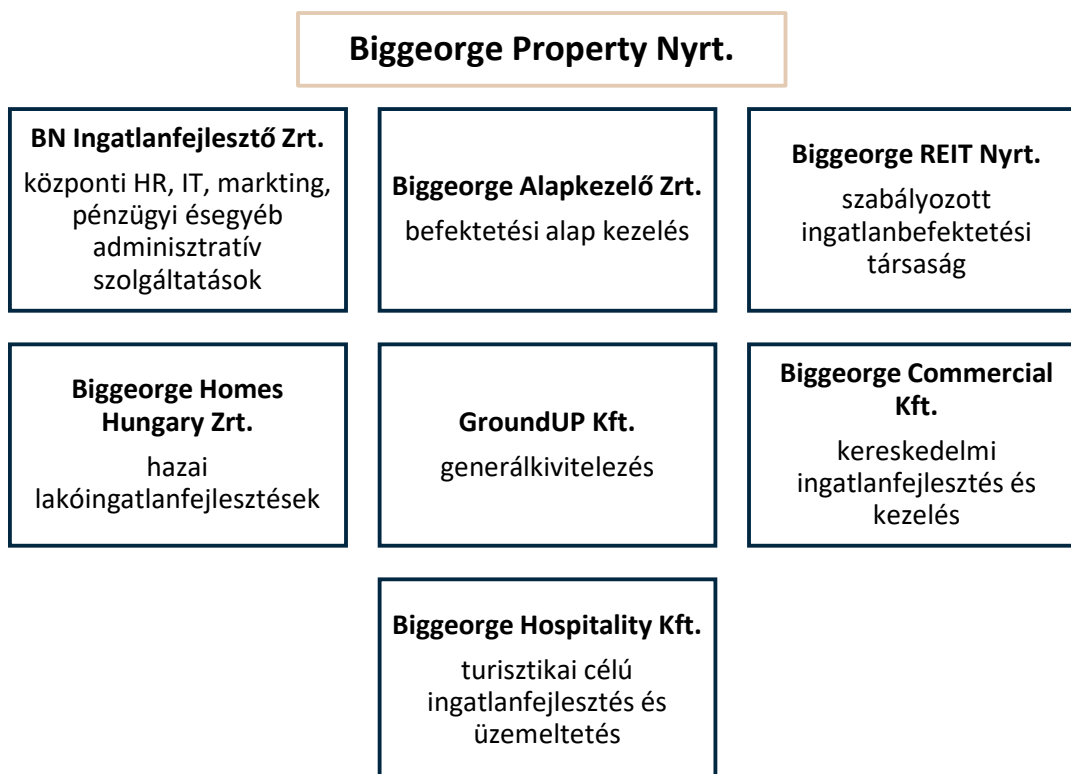 Biggeorge Property Nyrt.
BN Ingatlanfejlesztő Zrt.
központi HR, IT, markting,
pénzügyi ésegyéb
adminisztratív
szolgáltatások
Biggeorge Alapkezelő Zrt.
befektetési alap kezelés
Biggeorge REIT Nyrt.
szabályozott
ingatlanbefektetési
társaság
Biggeorge Homes
Hungary Zrt.
hazai
lakóingatlanfejlesztések
GroundUP Kft.
generálkivitelezés
Biggeorge Commercial
Kft.
kereskedelmi
ingatlanfejlesztés és
kezelés
Biggeorge Hospitality Kft.
turisztikai célú
ingatlanfejlesztés és
üzemeltetés